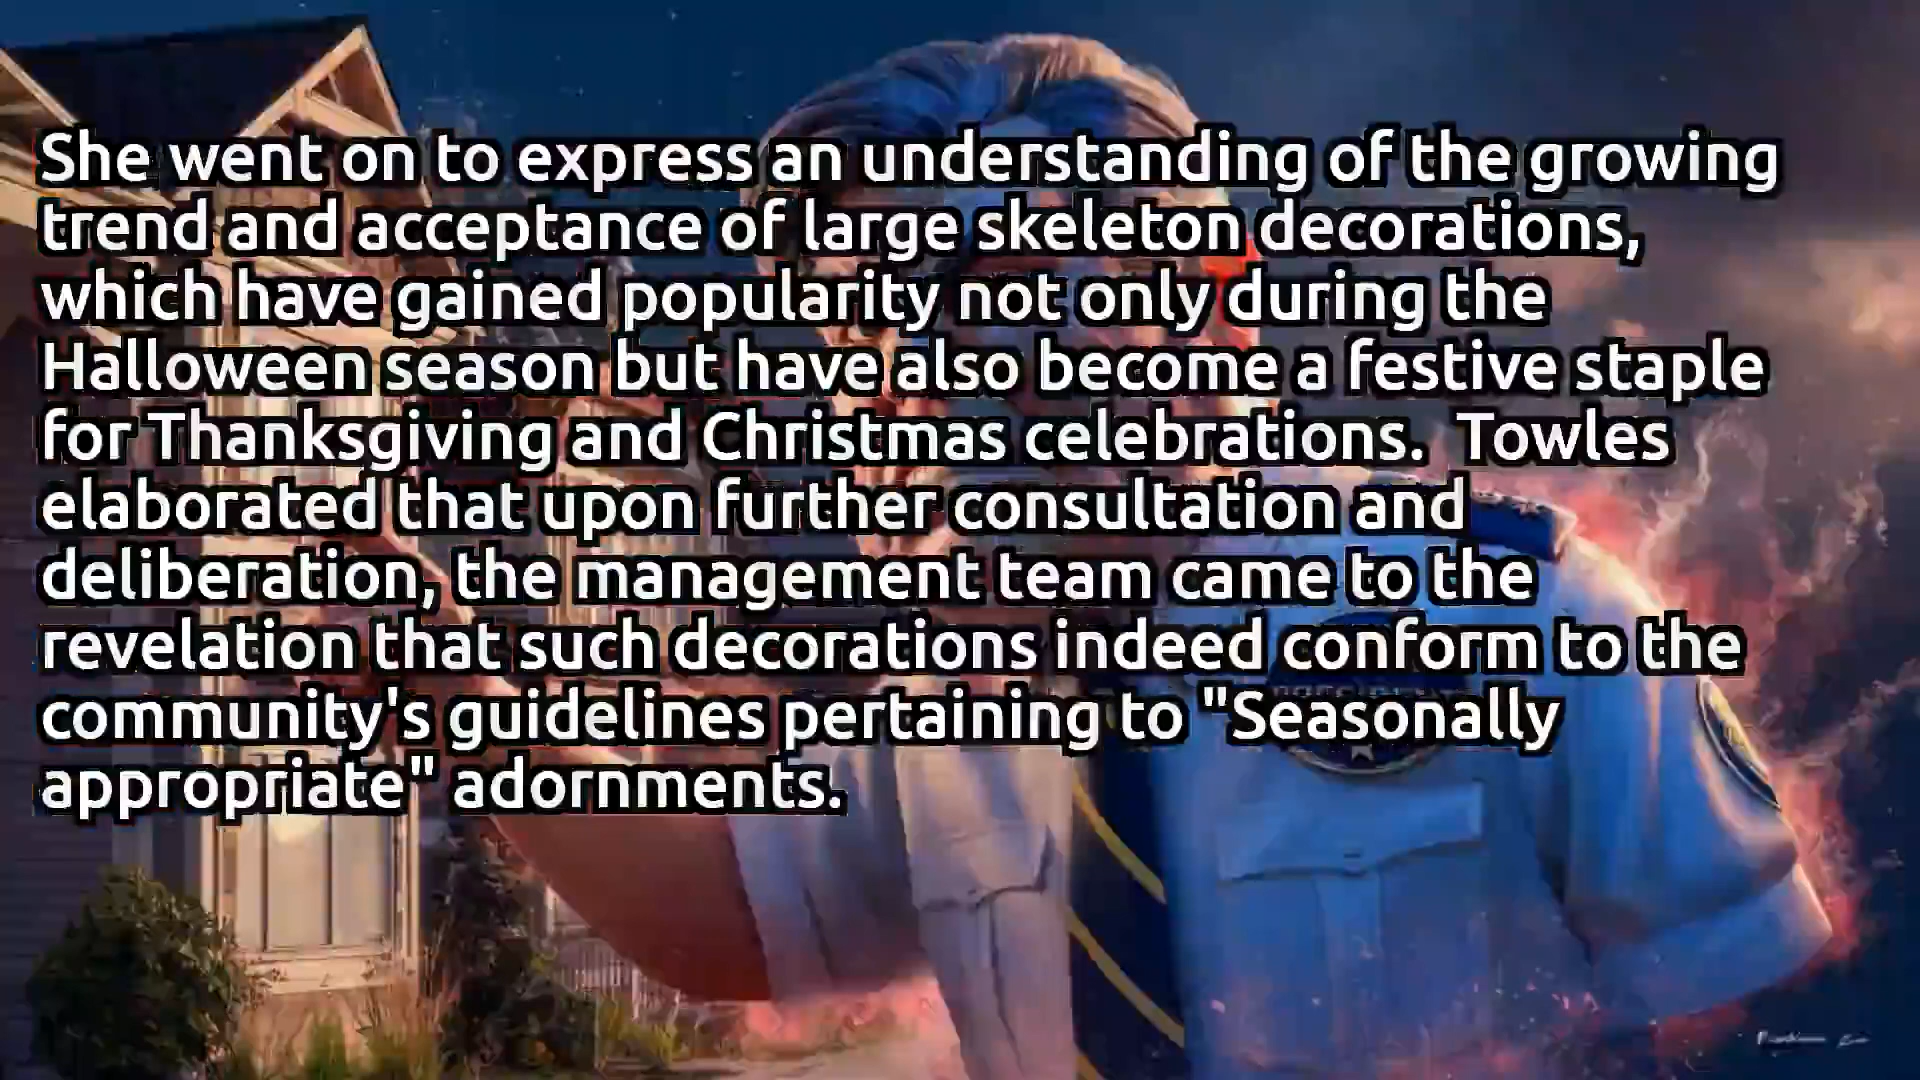 She went on to express an understanding of the growing
trend and acceptance of large skeleton decorations,
which have gained popularity not only during the
Halloween season but have also become a festive staple
for Thanksgiving and Christmas celebrations.  Towles
elaborated that upon further consultation and
deliberation, the management team came to the
revelation that such decorations indeed conform to the
community's guidelines pertaining to "Seasonally
appropriate" adornments.